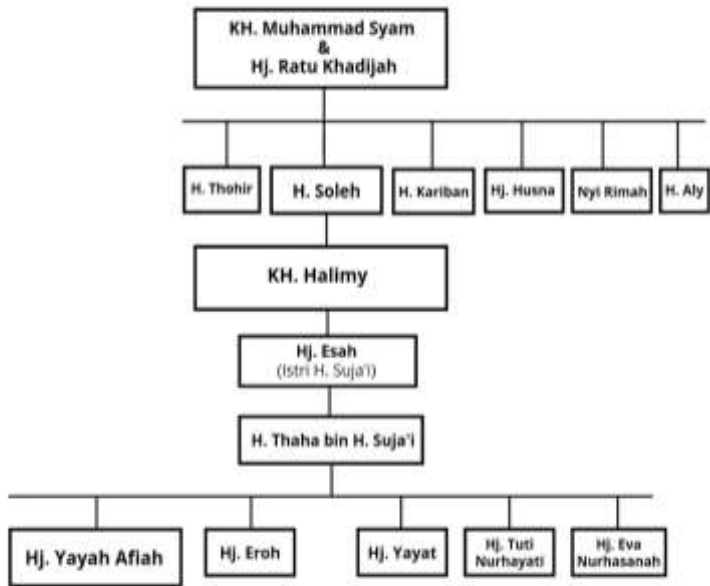 KH. Muhammad Syam
&
Hj. Ratu Khadijah
H. Thohir
H. Soleh
H. Kariban
Hj. Husna
Nyi Rimah
H. Aly
KH. Halimy
Hj. Esah
(Istri H. Suja'i)
H. Thaha bin H. Suja'i
Hj. Yayah Afiah
Hj. Eroh
Hj. Yayat
Hj. Tuti
Nurhayati
Hj. Eva
Nurhasanah